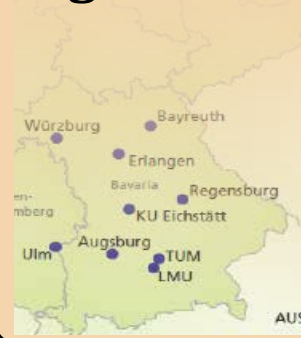 Bayreuth
Würzburg
Erlangen
Bavaria
Regensburg
en-
mberg
KU Eichstätt
Augsburg
Ulm
TUM
LMU
AUS